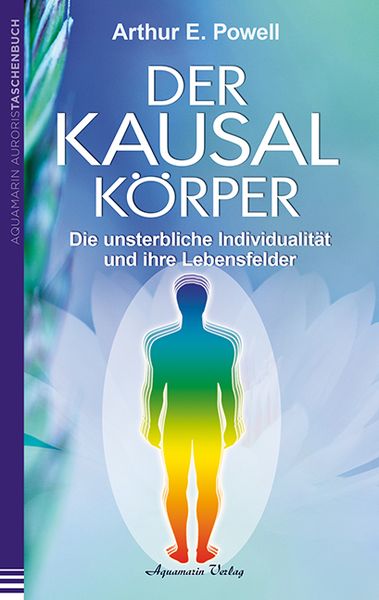 Arthur E. Powell
DER
KAUSAL
KÖRPER
Die unsterbliche Individualität
und ihre Lebensfelder
AQUAMARIN AURORISTASCHENBUCH
Aquamarin Verlag